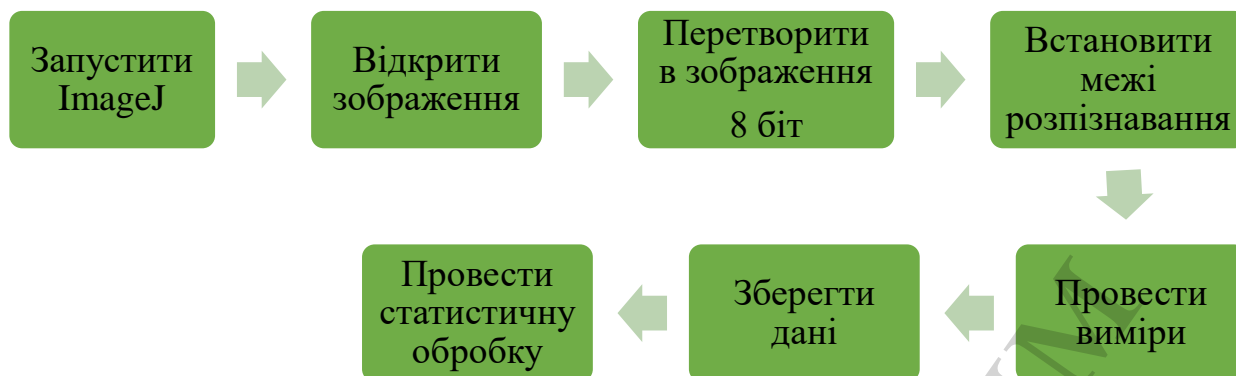 Запустити
ImageJ
Відкрити
зображення
Перетворити
в зображення
8 біт
Встановити
межі
розпізнавання
Провести
виміри
Зберегти
дані
Провести
статистичну
обробку